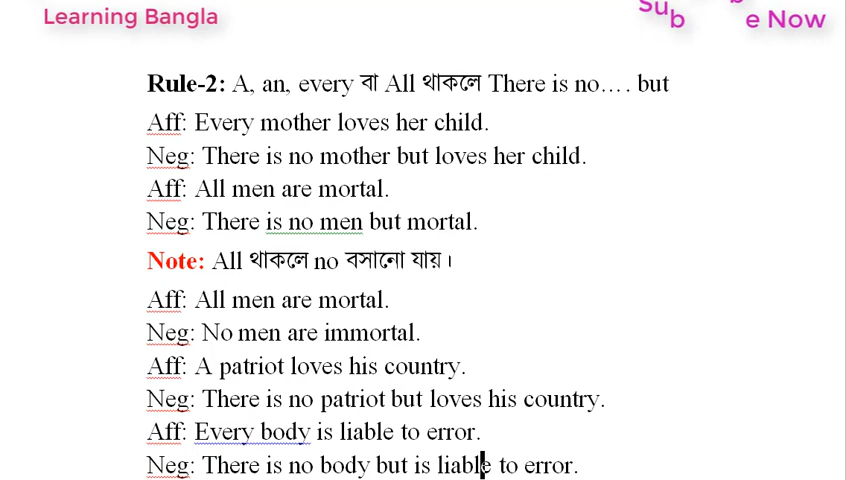 Learning Bangla
Sub e Now
Rule-2: A, an, every বা All থাকলে There is no…. but
Aff: Every mother loves her child.
Neg: There is no mother but loves her child.
Aff: All men are mortal.
Neg: There is no men but mortal.
Note: All থাকলে no বসানো যায়।
Aff: All men are mortal.
Neg: No men are immortal.
Aff: A patriot loves his country.
Neg: There is no patriot but loves his country.
Aff: Every body is liable to error.
Neg: There is no body but is liable to error.